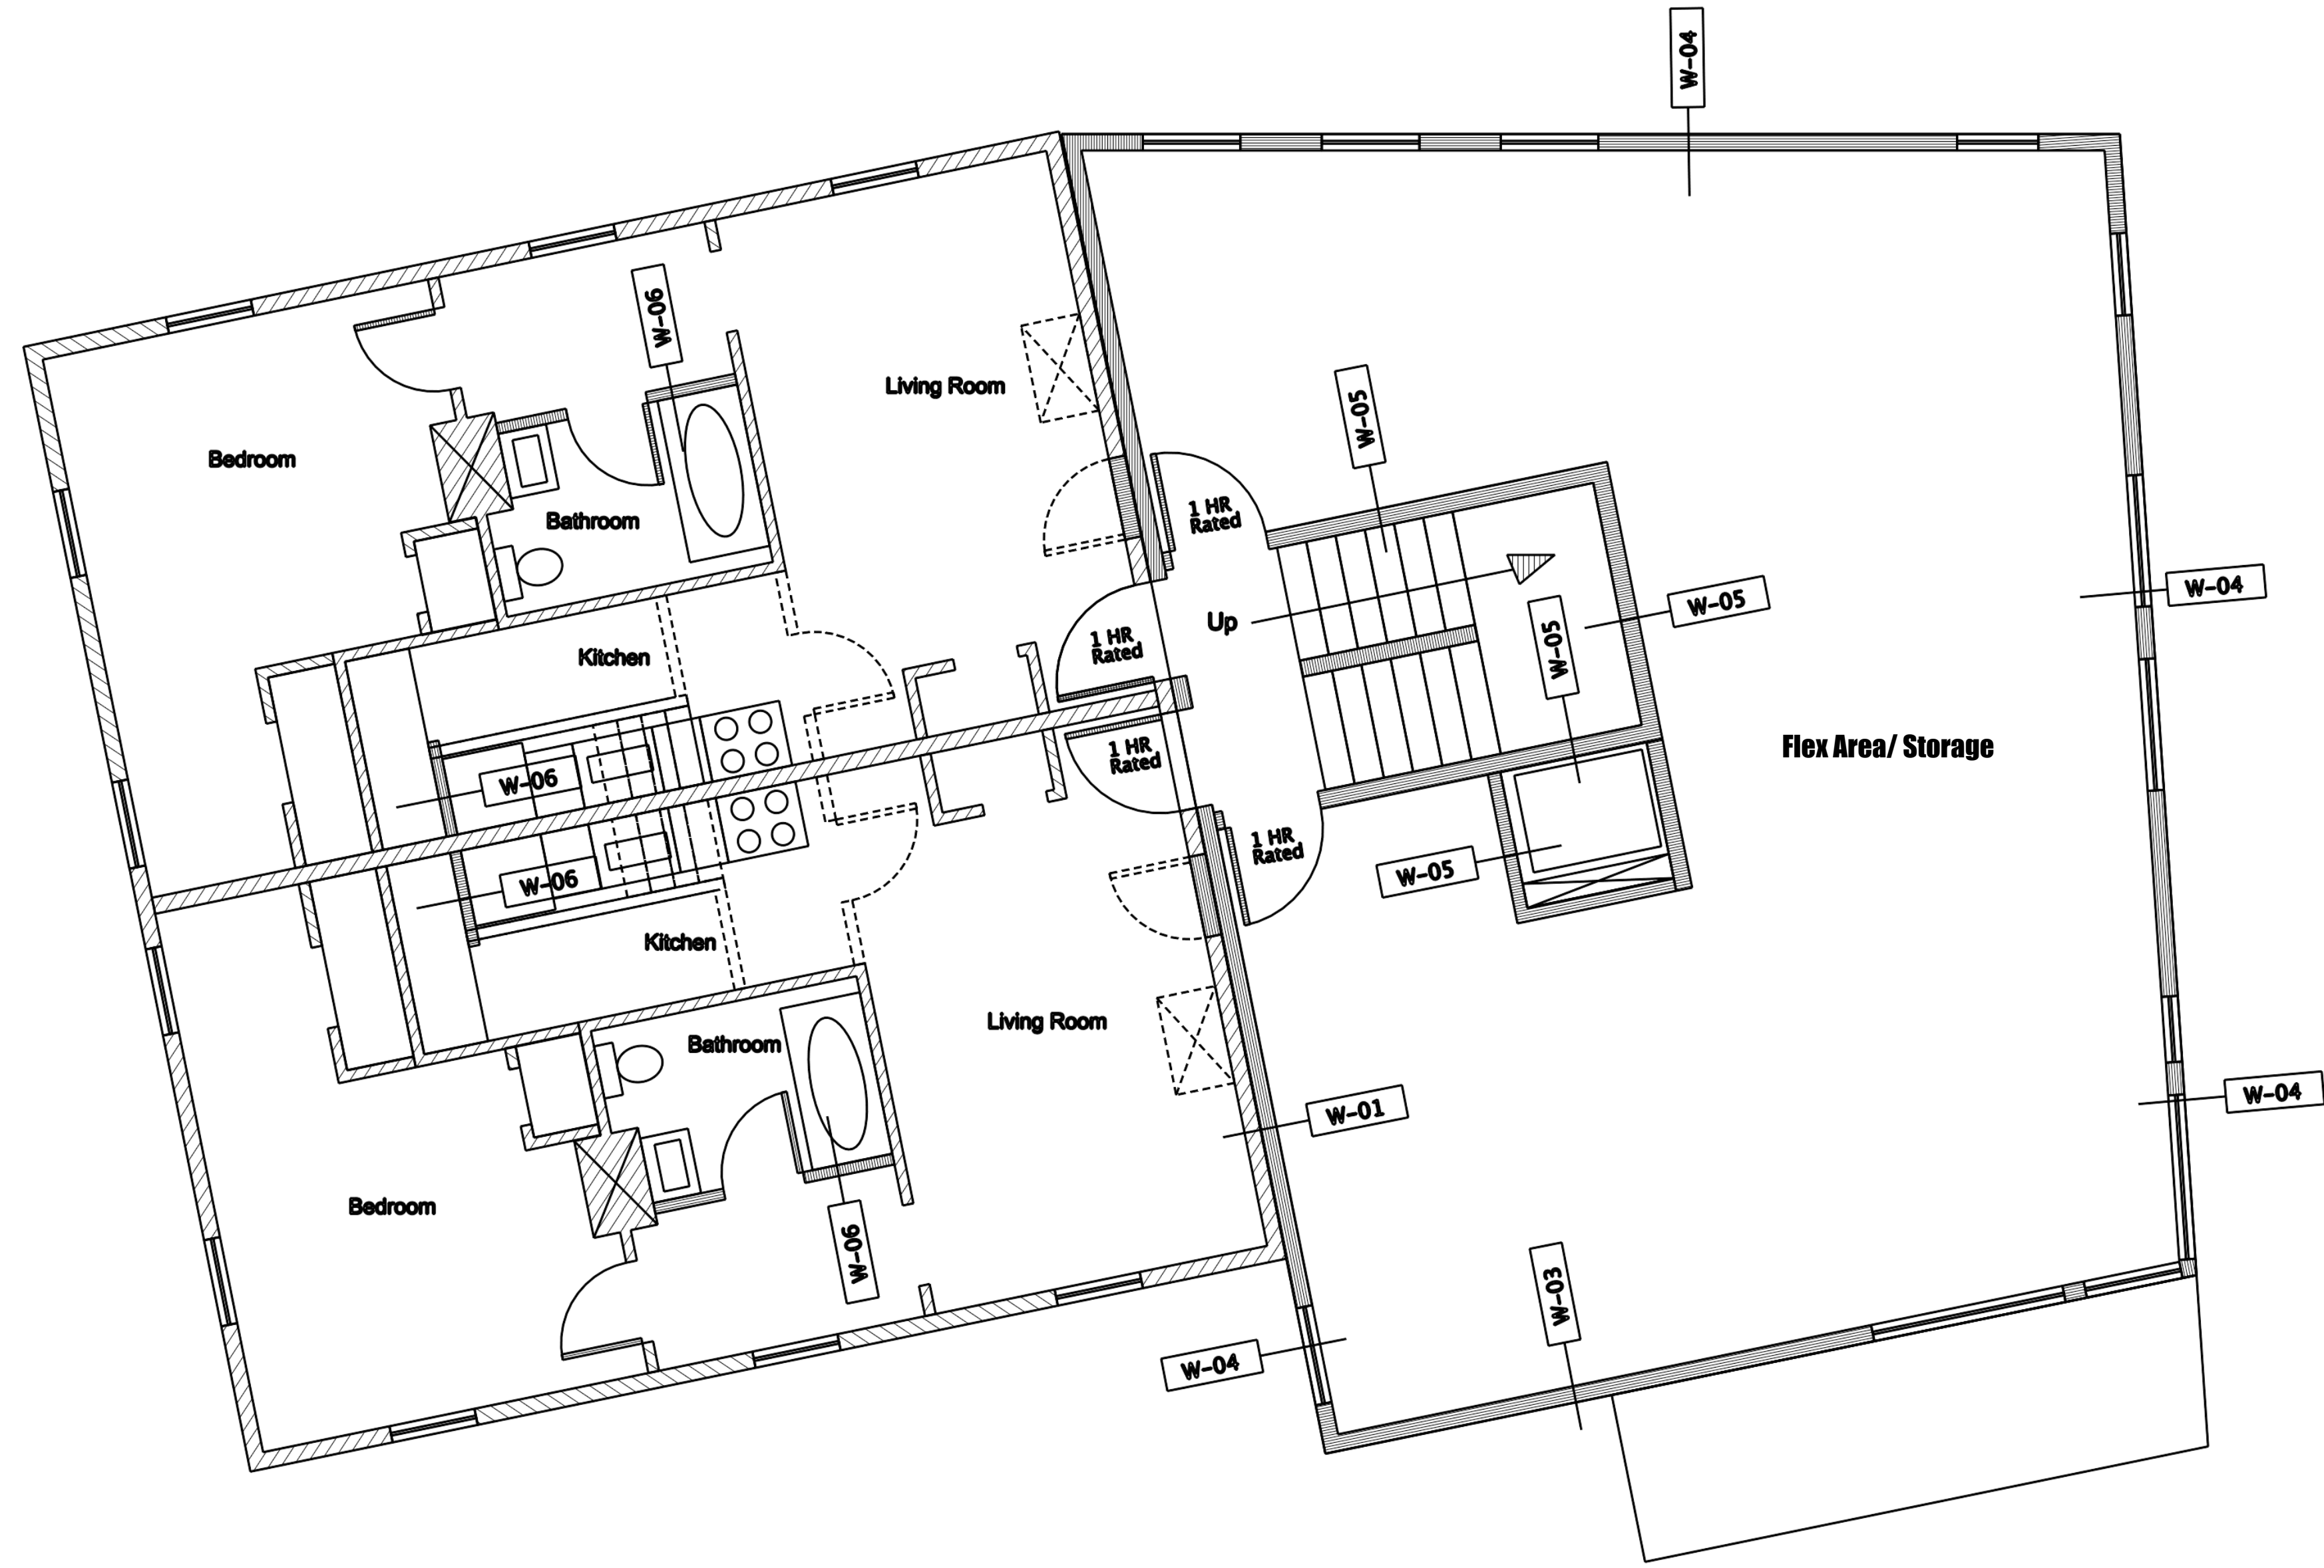 W-04
W-06
Living Room
W-05
Bedroom
1 HR
Rated
Bathroom
W-04
W-05
Up
1 HR
Rated
W-05
Kitchen
Flex Area/ Storage
1 HR
Rated
W-06
1 HR
Rated
W-05
W-06
Kitchen
Living Room
Bathroom
W-04
W-01
Bedroom
W-06
W-03
W-04